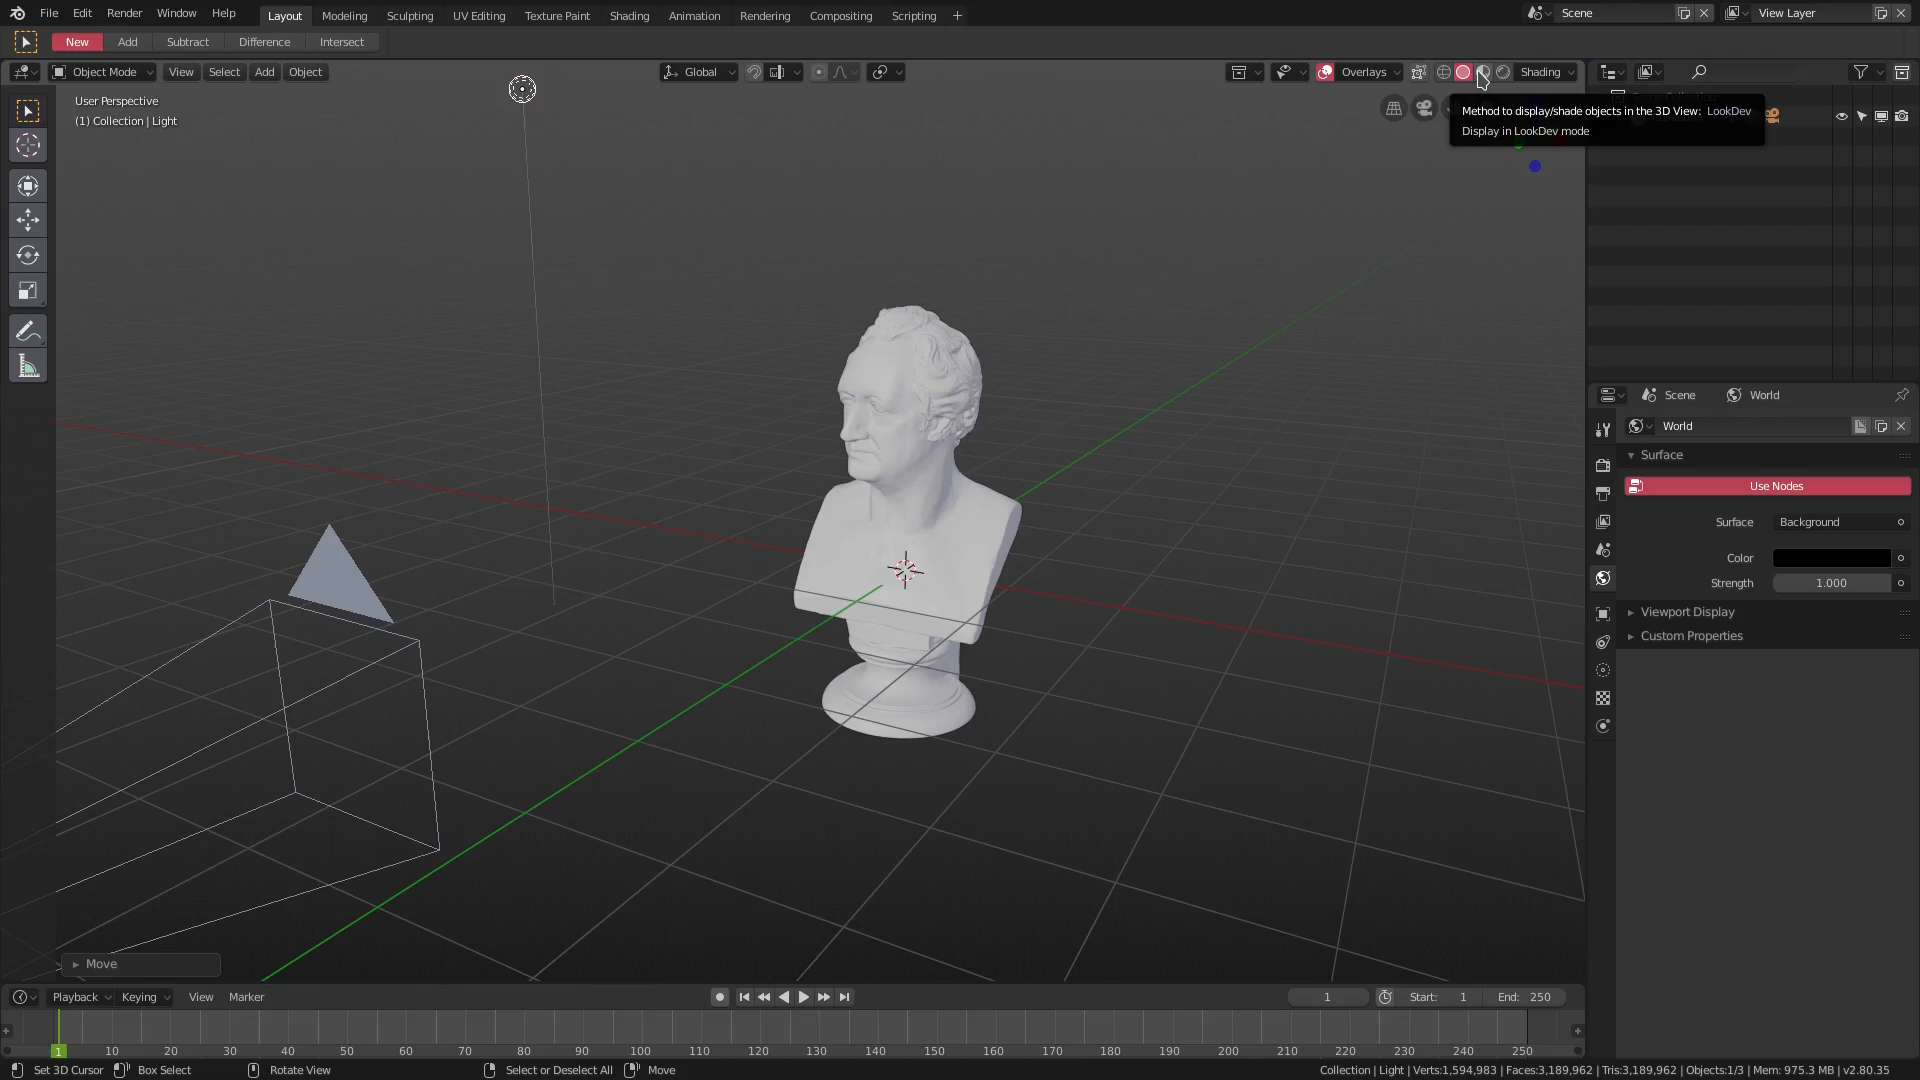 File Edit Render Window Help Layout Modeling Sculpting UV Editing Texture Paint Shading Animation Rendering Compositing Scripting + Scene View Layer
New Add Subtract Difference Intersect
Object Mode View Select Add Object Global Overlays Shading
User Perspective
(1) Collection | Light
Method to display/shade objects in the 3D View: LookDev
Display in LookDev mode
Scene World
World
Surface
Use Nodes
Surface Background
Color
Strength 1.000
Viewport Display
Custom Properties
Move
Playback Keying View Marker 1 Start: 1 End: 250
1 10 20 30 40 50 60 70 80 90 100 110 120 130 140 150 160 170 180 190 200 210 220 230 240 250
Set 3D Cursor Box Select Rotate View Select or Deselect All Move Collection | Light | Verts:1,594,983 | Faces:3,189,962 | Tris:3,189,962 | Objects:1/3 | Mem: 975.3 MB | v2.80.35